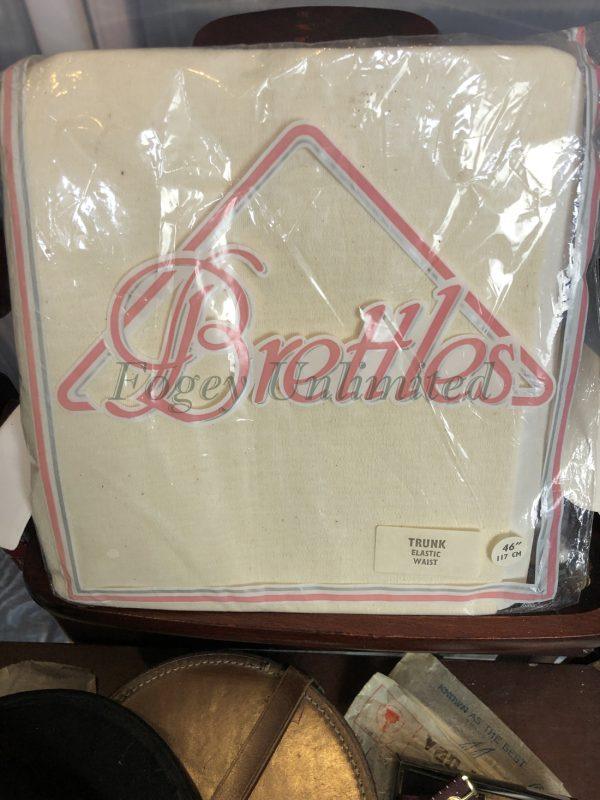 Brettles
Fogey Unlimited
TRUNK
ELASTIC
WAIST
46"
117 CM
KNOWN AS THE BEST